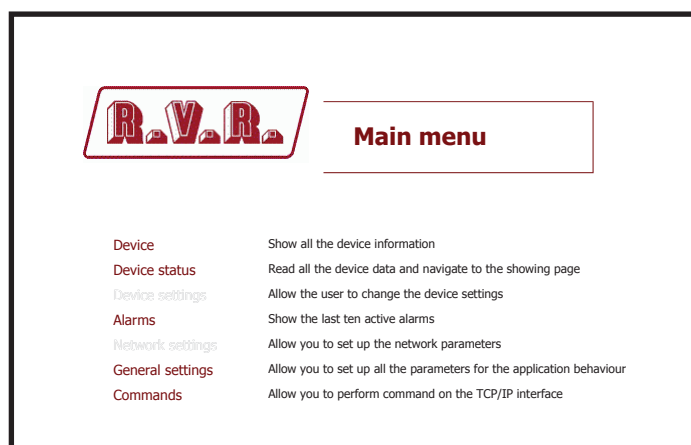 R.V.R.
Main menu
Device Show all the device information
Device status Read all the device data and navigate to the showing page
Device settings Allow the user to change the device settings
Alarms Show the last ten active alarms
Network settings Allow you to set up the network parameters
General settings Allow you to set up all the parameters for the application behaviour
Commands Allow you to perform command on the TCP/IP interface